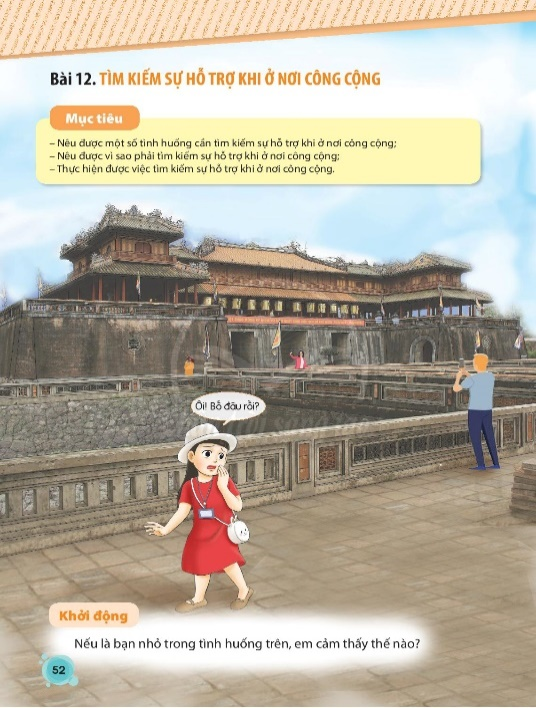 Bài 12. TÌM KIẾM SỰ HỖ TRỢ KHI Ở NƠI CÔNG CỘNG
Mục tiêu
– Nêu được một số tình huống cần tìm kiếm sự hỗ trợ khi ở nơi công cộng;
– Nêu được vì sao phải tìm kiếm sự hỗ trợ khi ở nơi công cộng;
– Thực hiện được việc tìm kiếm sự hỗ trợ khi ở nơi công cộng.
Ôi! Bố đâu rồi?
Khởi động
Nếu là bạn nhỏ trong tình huống trên, em cảm thấy thế nào?
52